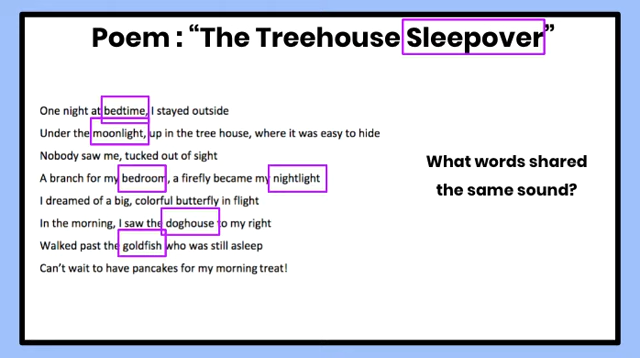 Poem : “The Treehouse Sleepover”
One night at bedtime, I stayed outside
Under the moonlight, up in the tree house, where it was easy to hide
Nobody saw me, tucked out of sight
A branch for my bedroom, a firefly became my nightlight
I dreamed of a big, colorful butterfly in flight
In the morning, I saw the doghouse to my right
Walked past the goldfish who was still asleep
Can’t wait to have pancakes for my morning treat!
What words shared
the same sound?